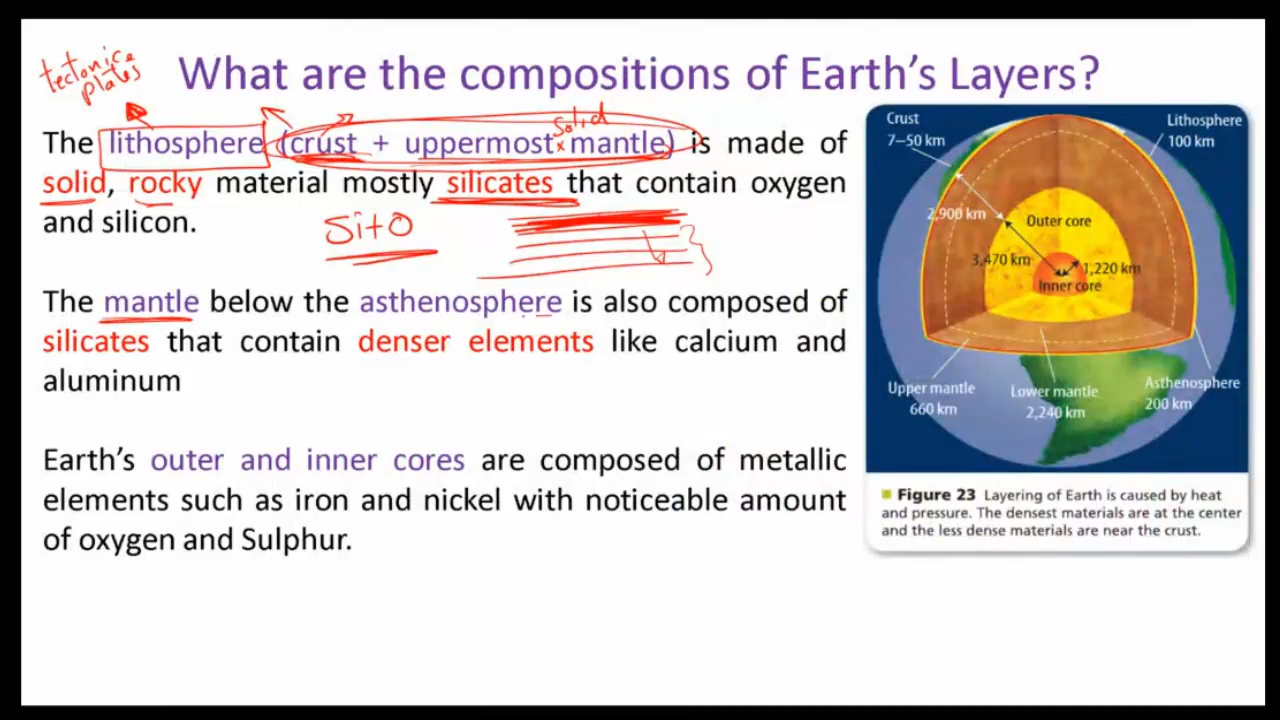 tectonice
plates
What are the compositions of Earth's Layers?
solid
The lithosphere (crust + uppermost x mantle) is made of
solid, rocky material mostly silicates that contain oxygen
and silicon.
Si+O
The mantle below the asthenosphere is also composed of
silicates that contain denser elements like calcium and
aluminum
Earth's outer and inner cores are composed of metallic
elements such as iron and nickel with noticeable amount
of oxygen and Sulphur.
Crust
7–50 km
Lithosphere
100 km
2,900 km
Outer core
3,470 km
1,220 km
Inner core
Upper mantle
660 km
Lower mantle
2,240 km
Asthenosphere
200 km
Figure 23 Layering of Earth is caused by heat
and pressure. The densest materials are at the center
and the less dense materials are near the crust.